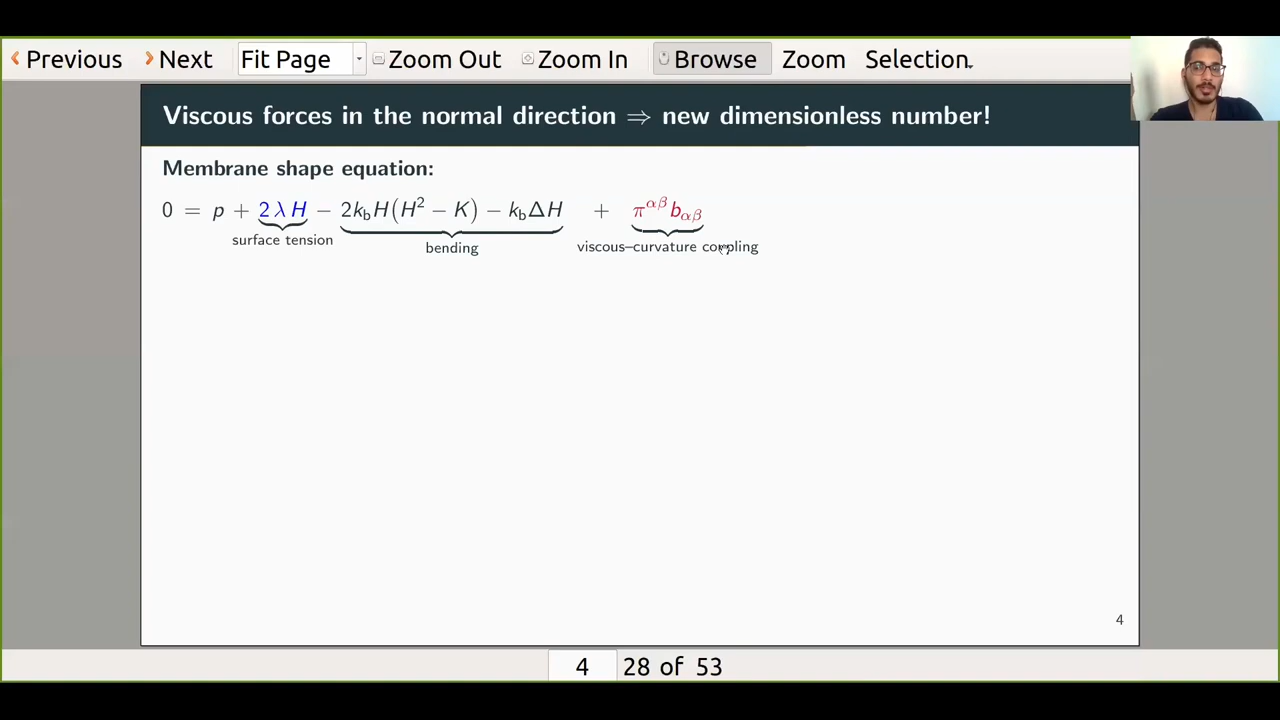 Previous Next Fit Page Zoom Out Zoom In Browse Zoom Selection
Viscous forces in the normal direction ⇒ new dimensionless number!
Membrane shape equation:
0 = p + 2 λ H − 2k_b H(H² − K) − k_b ΔH + π^{αβ} b_{αβ}
surface tension
bending
viscous–curvature coupling
4
4 28 of 53